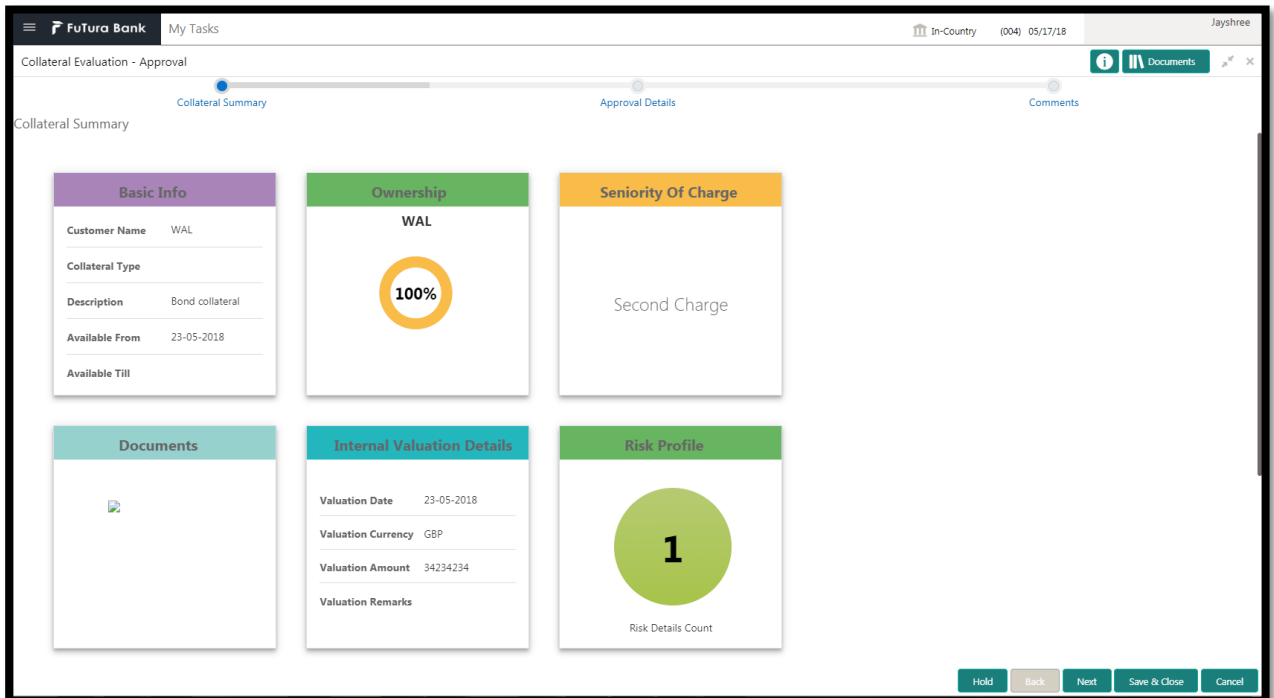 FuTura Bank My Tasks In-Country (004) 05/17/18 Jayshree
Collateral Evaluation - Approval i Documents
Collateral Summary Approval Details Comments
Collateral Summary
Basic Info
Customer Name WAL
Collateral Type
Description Bond collateral
Available From 23-05-2018
Available Till
Ownership
WAL
100%
Seniority Of Charge
Second Charge
Documents
Internal Valuation Details
Valuation Date 23-05-2018
Valuation Currency GBP
Valuation Amount 34234234
Valuation Remarks
Risk Profile
1
Risk Details Count
Hold Back Next Save & Close Cancel